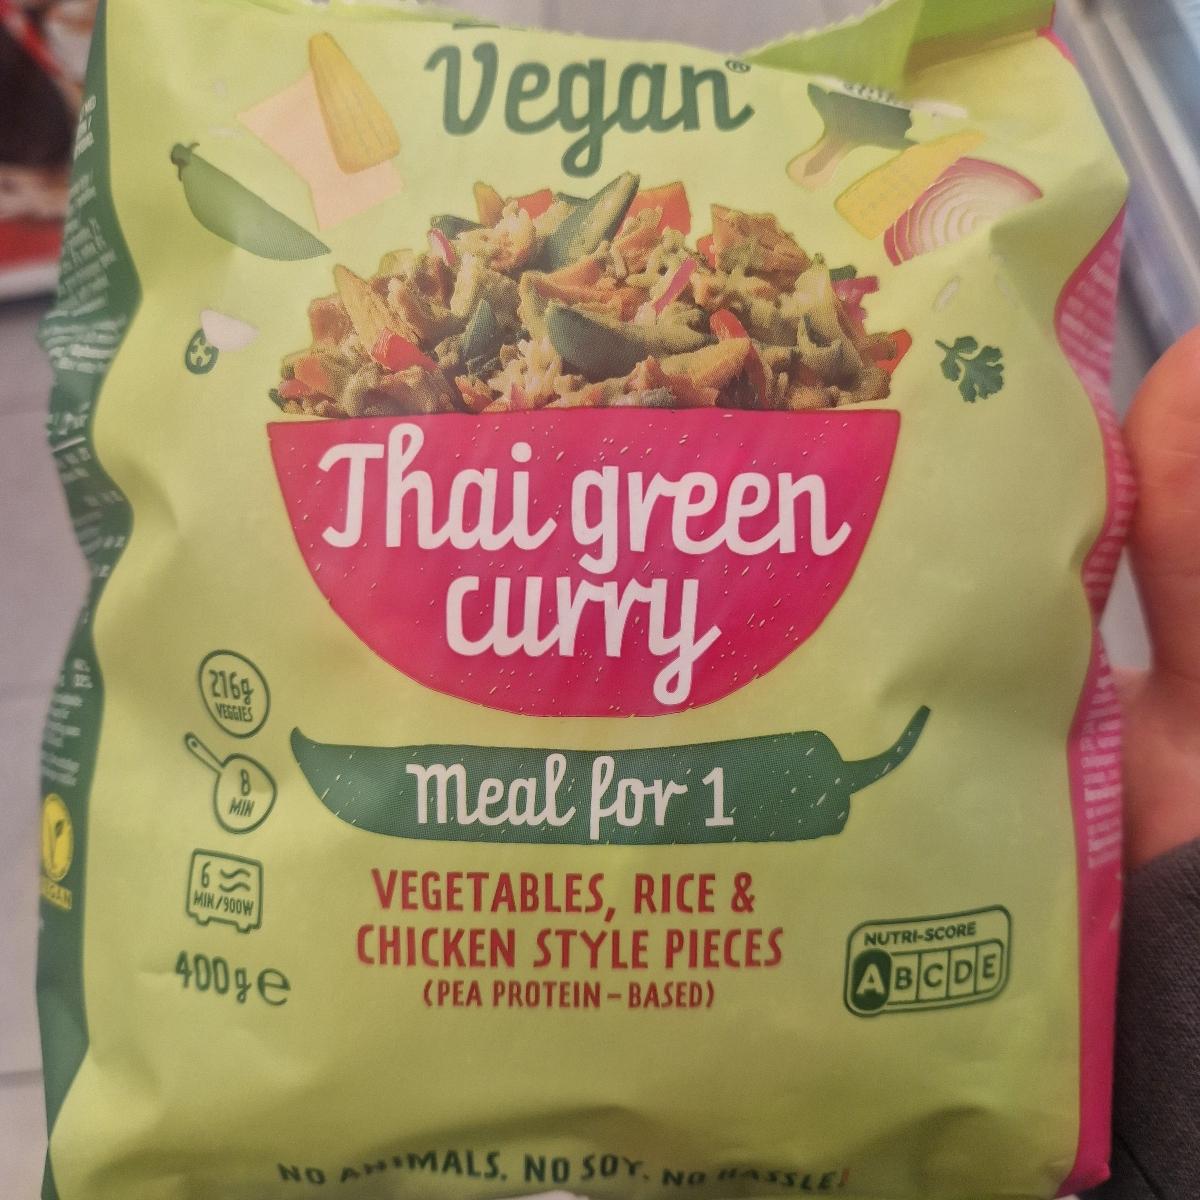 Vegan®
Thai green
curry
216g
VEGGIES
8
MIN
Meal for 1
6
MIN/900W
VEGETABLES, RICE &
CHICKEN STYLE PIECES
(PEA PROTEIN-BASED)
400g e
NUTRI-SCORE
A B C D E
VEGAN
NO ANIMALS. NO SOY. NO HASSLE!